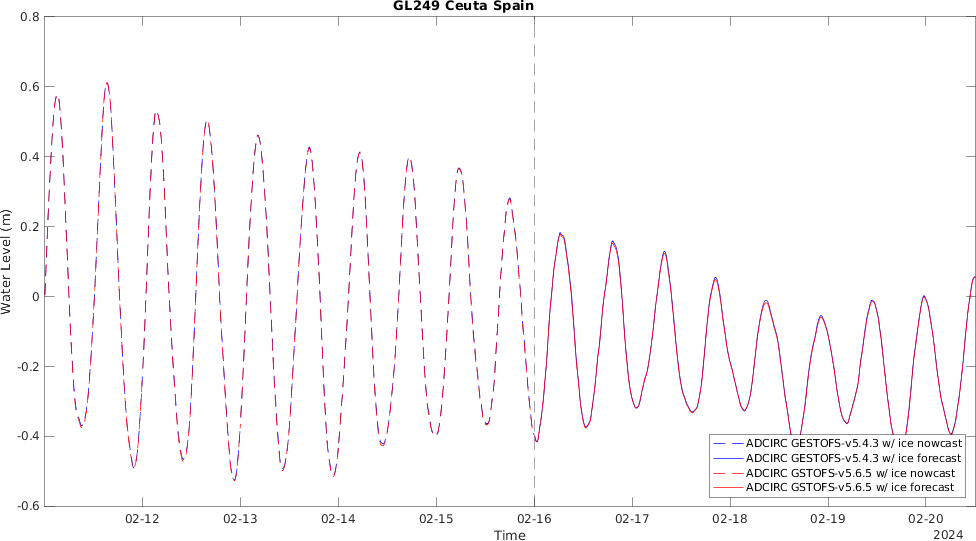 GL249 Ceuta Spain
0.8
0.6
0.4
0.2
0
-0.2
-0.4
-0.6
Water Level (m)
ADCIRC GESTOFS-v5.4.3 w/ ice nowcast
ADCIRC GESTOFS-v5.4.3 w/ ice forecast
ADCIRC GSTOFS-v5.6.5 w/ ice nowcast
ADCIRC GSTOFS-v5.6.5 w/ ice forecast
02-12 02-13 02-14 02-15 02-16 02-17 02-18 02-19 02-20
Time
2024